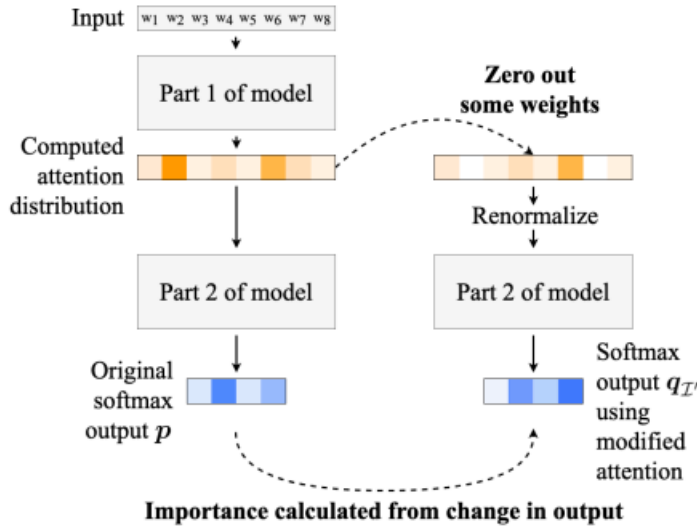 Input
w1 w2 w3 w4 w5 w6 w7 w8
Part 1 of model
Zero out
some weights
Computed
attention
distribution
Renormalize
Part 2 of model
Part 2 of model
Original
softmax
output p
Softmax
output qI′
using
modified
attention
Importance calculated from change in output